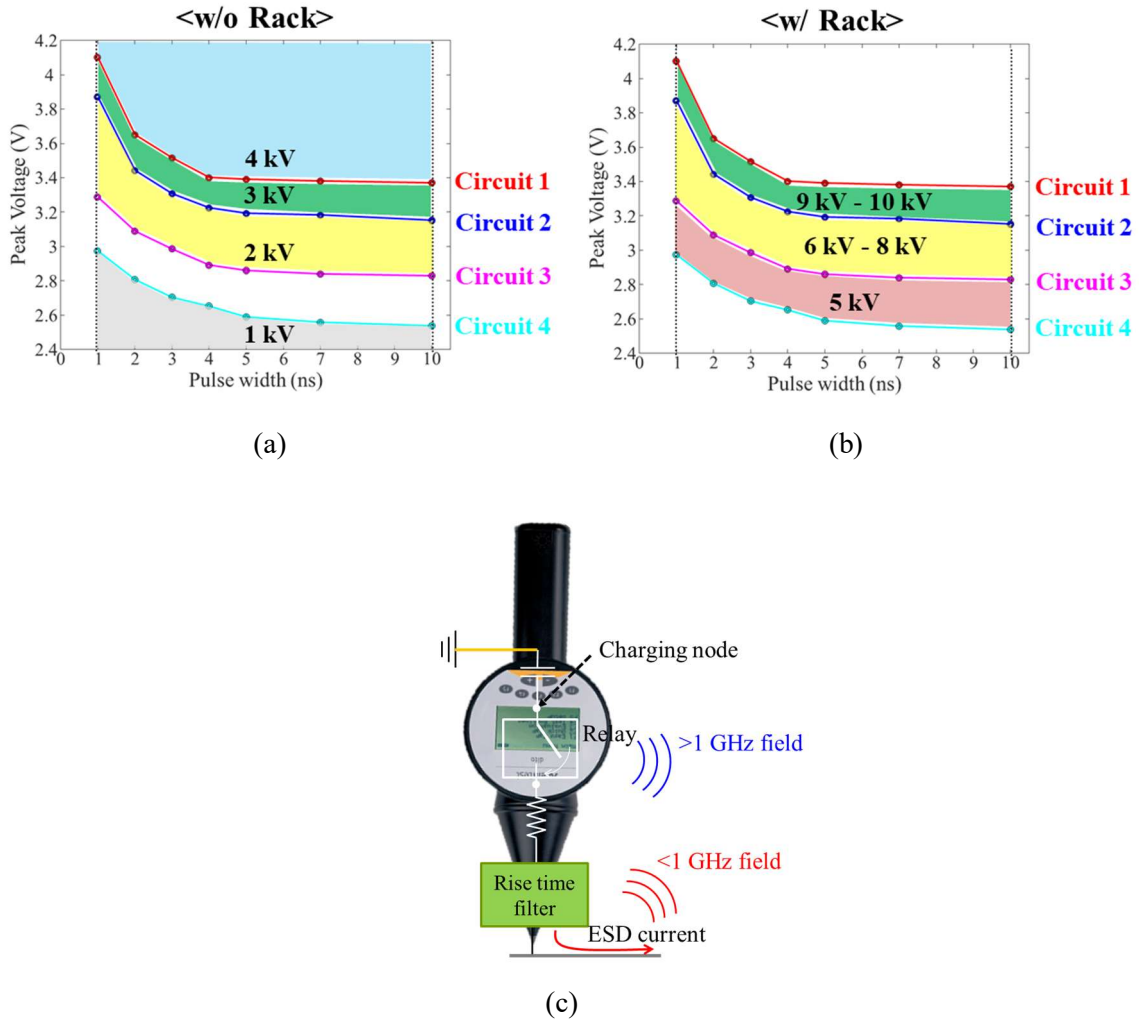 <w/o Rack>
4.2
4
3.8
3.6
3.4
3.2
3
2.8
2.6
2.4
Peak Voltage (V)
4 kV
3 kV
2 kV
1 kV
Circuit 1
Circuit 2
Circuit 3
Circuit 4
0 1 2 3 4 5 6 7 8 9 10
Pulse width (ns)
(a)
<w/ Rack>
4.2
4
3.8
3.6
3.4
3.2
3
2.8
2.6
2.4
Peak Voltage (V)
9 kV - 10 kV
6 kV - 8 kV
5 kV
Circuit 1
Circuit 2
Circuit 3
Circuit 4
0 1 2 3 4 5 6 7 8 9 10
Pulse width (ns)
(b)
Charging node
Relay
>1 GHz field
<1 GHz field
Rise time
filter
ESD current
(c)